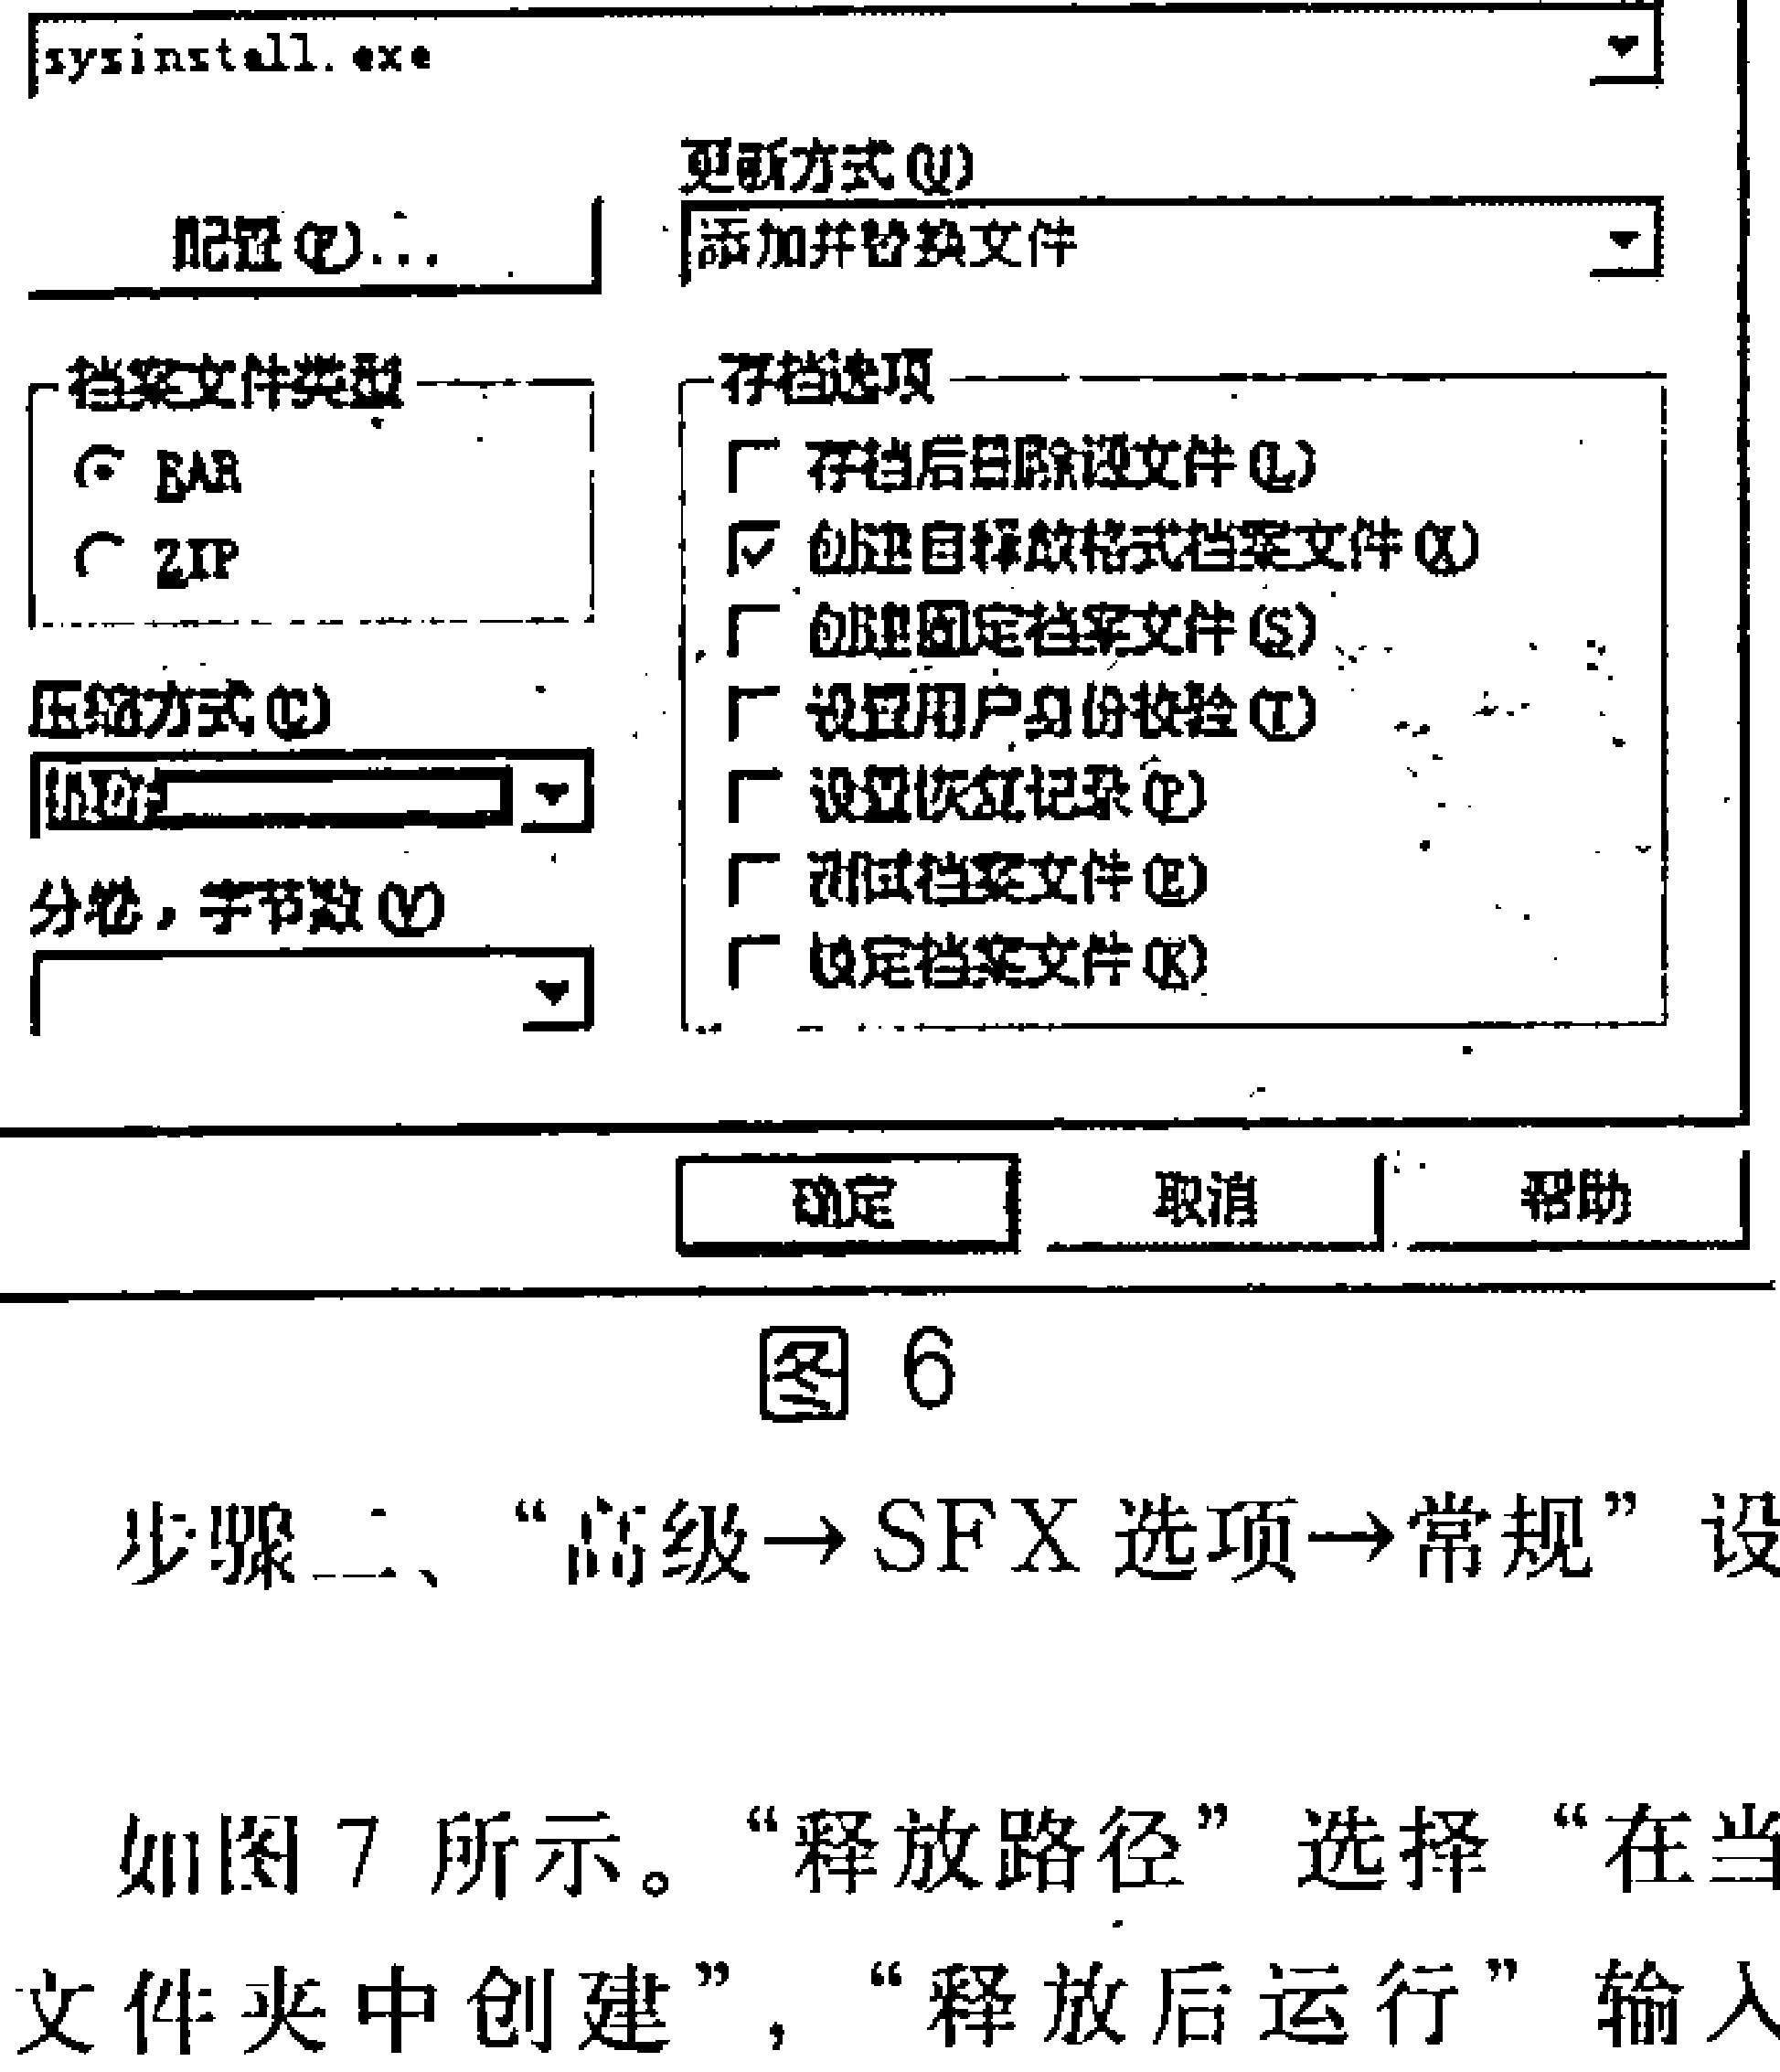 sysinstall.exe
更新方式(U)
配置(F)...
添加并替换文件
档案文件类型
存档选项
RAR
ZIP
存档后删除源文件(L)
创建自释放格式档案文件(X)
创建固定档案文件(S)
设置用户身份校验(T)
设置恢复记录(P)
测试档案文件(E)
锁定档案文件(K)
压缩方式(C)
分卷，字节数(V)
确定
取消
帮助
图 6
步骤二、“高级→SFX 选项→常规”设
如图 7 所示。“释放路径”选择“在当
文件夹中创建”，“释放后运行”输入